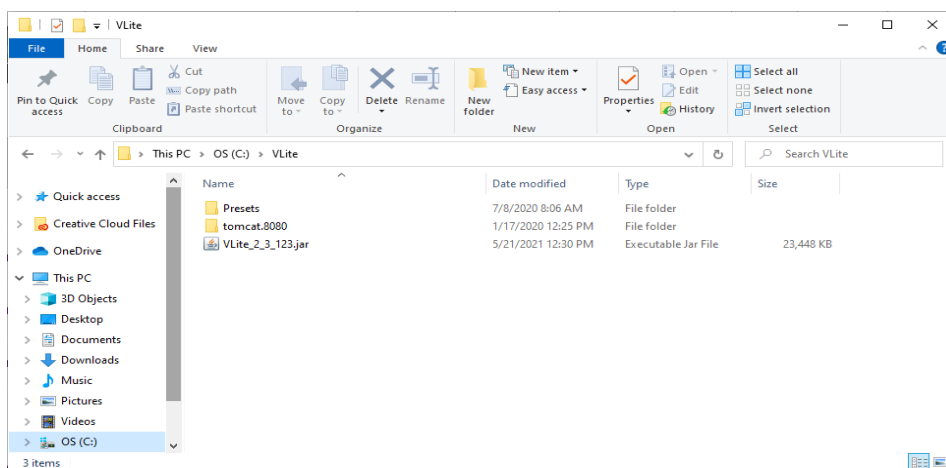 VLite
File Home Share View
Pin to Quick access Copy Paste Cut Copy path Paste shortcut Move to Copy to Delete Rename New folder New item Easy access Properties Open Edit History Select all Select none Invert selection
Clipboard Organize New Open Select
This PC OS (C:) VLite Search VLite
Name Date modified Type Size
Quick access
Creative Cloud Files
OneDrive
This PC
3D Objects
Desktop
Documents
Downloads
Music
Pictures
Videos
OS (C:)
Presets 7/8/2020 8:06 AM File folder
tomcat.8080 1/17/2020 12:25 PM File folder
VLite_2_3_123.jar 5/21/2021 12:30 PM Executable Jar File 23,448 KB
3 items